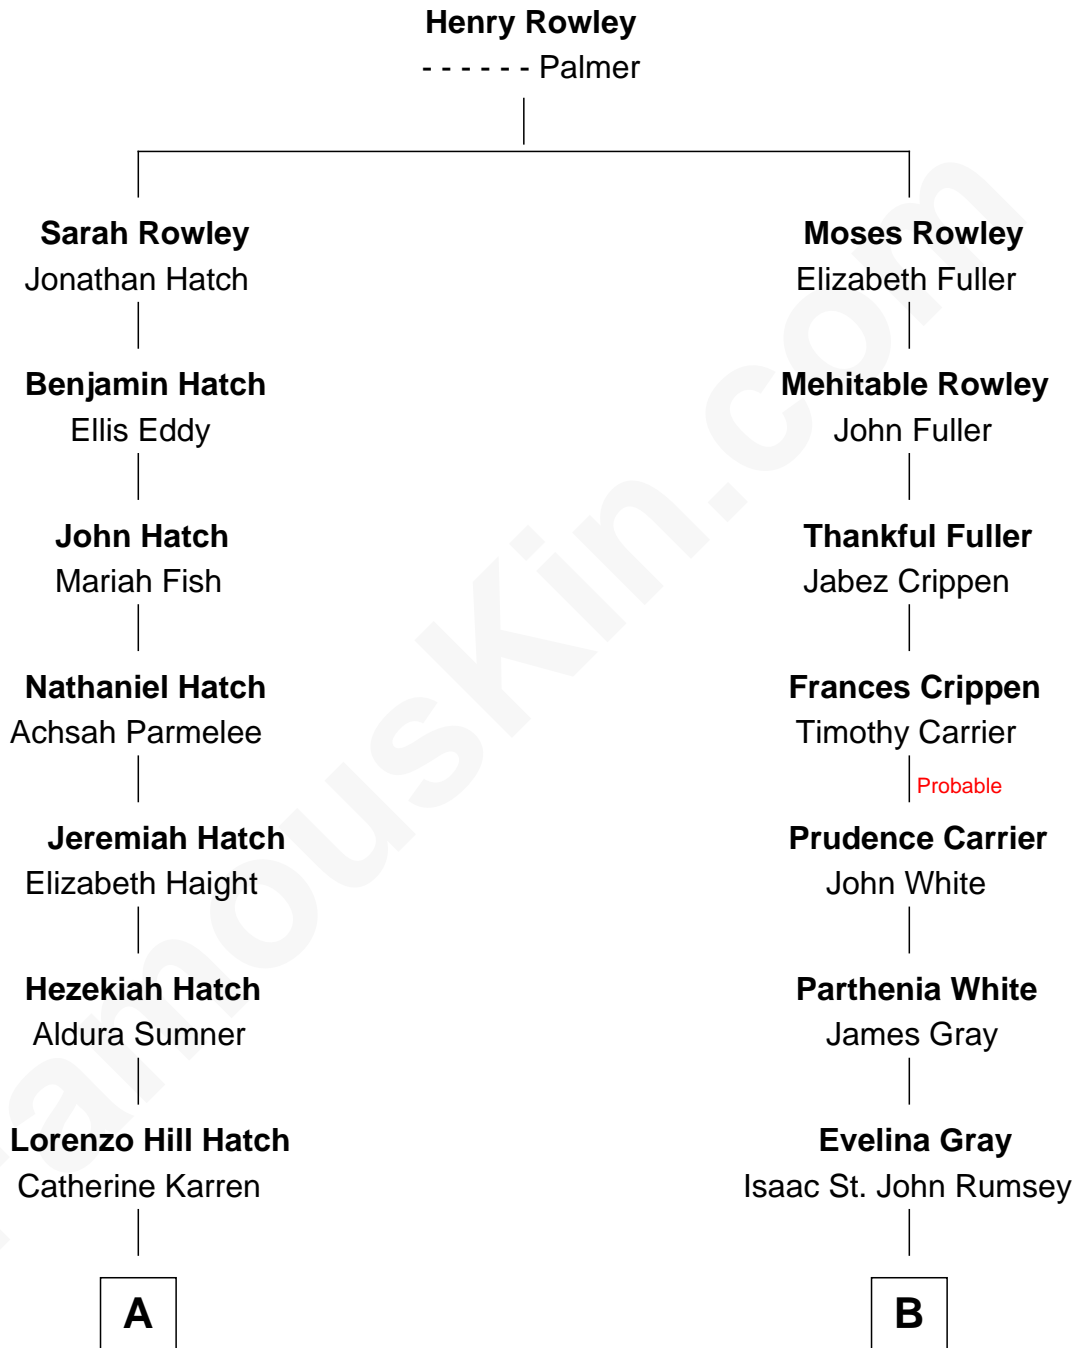 Henry Rowley
- - - - - - Palmer
Sarah Rowley
Jonathan Hatch
Moses Rowley
Elizabeth Fuller
Benjamin Hatch
Ellis Eddy
Mehitable Rowley
John Fuller
John Hatch
Mariah Fish
Thankful Fuller
Jabez Crippen
Nathaniel Hatch
Achsah Parmelee
Frances Crippen
Timothy Carrier
Probable
Jeremiah Hatch
Elizabeth Haight
Prudence Carrier
John White
Hezekiah Hatch
Aldura Sumner
Parthenia White
James Gray
Lorenzo Hill Hatch
Catherine Karren
Evelina Gray
Isaac St. John Rumsey
A
B
FamousKin.com